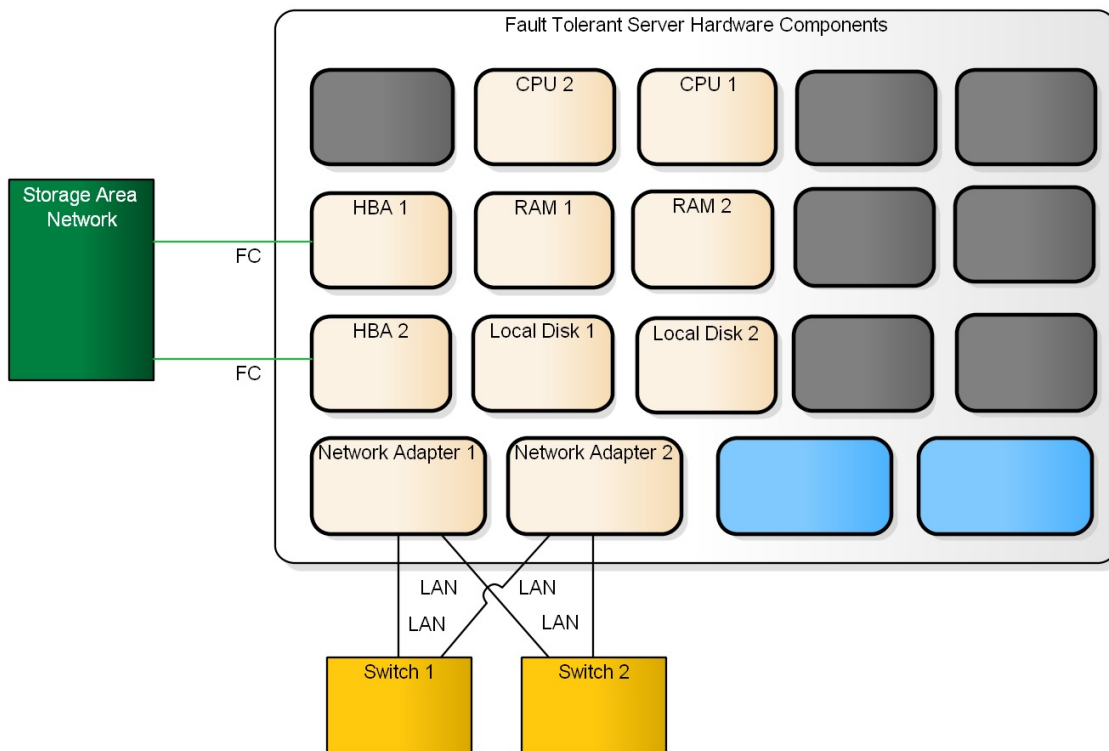 Fault Tolerant Server Hardware Components
CPU 2
CPU 1
Storage Area
Network
HBA 1
RAM 1
RAM 2
FC
HBA 2
Local Disk 1
Local Disk 2
FC
Network Adapter 1
Network Adapter 2
LAN
LAN
LAN
LAN
Switch 1
Switch 2